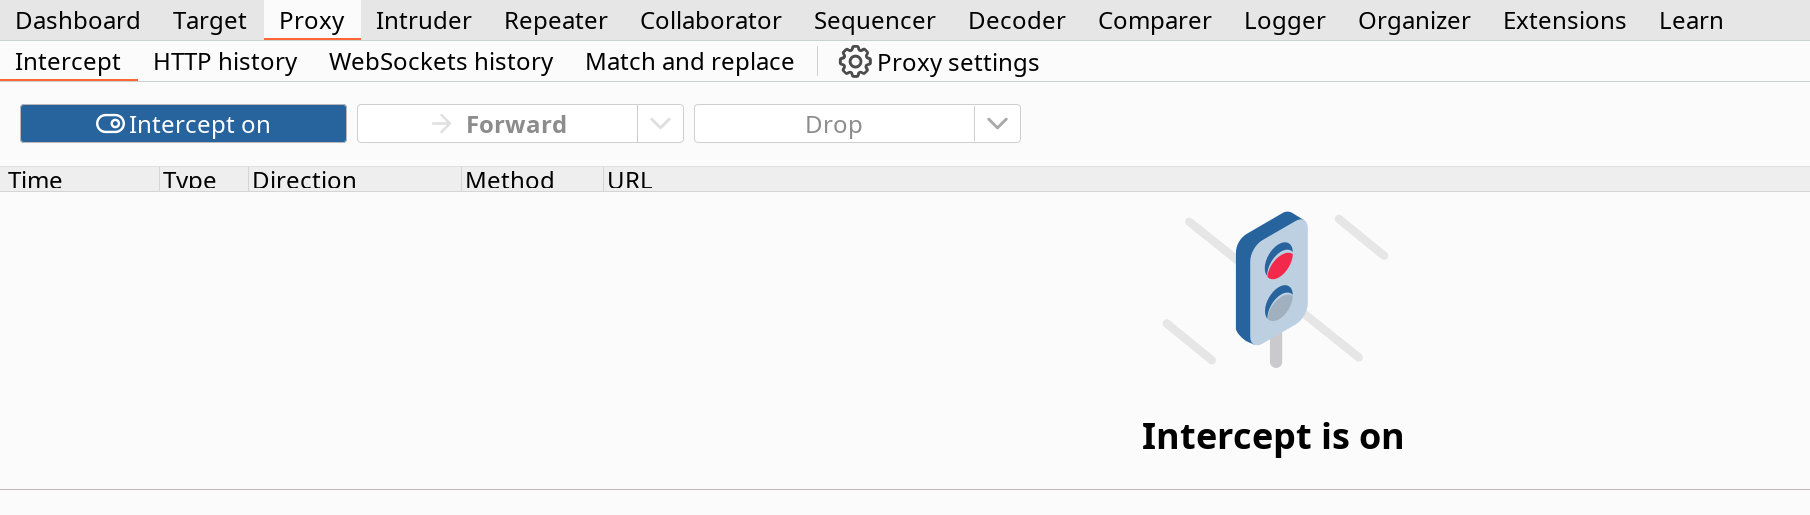 Dashboard Target Proxy Intruder Repeater Collaborator Sequencer Decoder Comparer Logger Organizer Extensions Learn
Intercept HTTP history WebSockets history Match and replace Proxy settings
Intercept on Forward Drop
Time Type Direction Method URL
Intercept is on